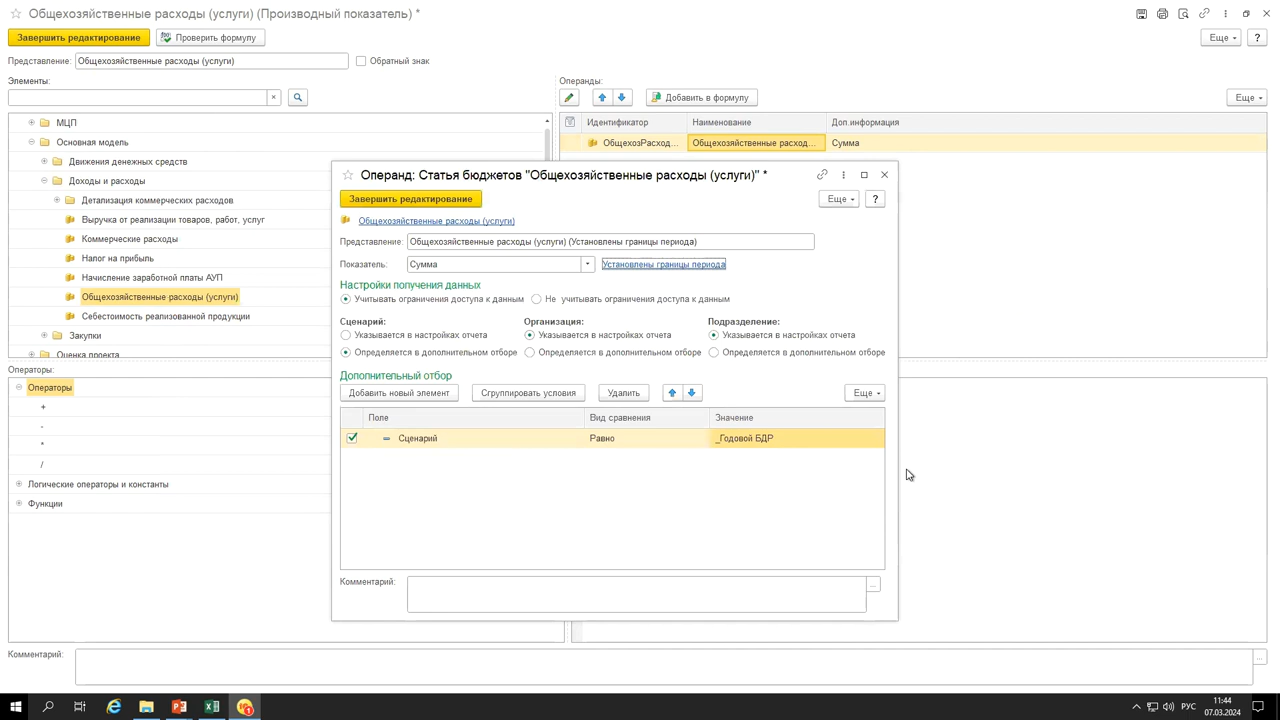 Общехозяйственные расходы (услуги) (Производный показатель) *
Завершить редактирование
Проверить формулу
Еще
?
Представление:
Общехозяйственные расходы (услуги)
Обратный знак
Элементы:
МЦП
Основная модель
Движения денежных средств
Доходы и расходы
Детализация коммерческих расходов
Выручка от реализации товаров, работ, услуг
Коммерческие расходы
Налог на прибыль
Начисление заработной платы АУП
Общехозяйственные расходы (услуги)
Себестоимость реализованной продукции
Закупки
Оценка проекта
Операнды:
Добавить в формулу
Еще
Идентификатор
Наименование
Доп.информация
ОбщехозРасход...
Общехозяйственные расход...
Сумма
Операнд: Статья бюджетов "Общехозяйственные расходы (услуги)" *
Завершить редактирование
Еще
?
Общехозяйственные расходы (услуги)
Представление:
Общехозяйственные расходы (услуги) (Установлены границы периода)
Показатель:
Сумма
Установлены границы периода
Настройки получения данных
Учитывать ограничения доступа к данным
Не учитывать ограничения доступа к данным
Сценарий:
Организация:
Подразделение:
Указывается в настройках отчета
Указывается в настройках отчета
Указывается в настройках отчета
Определяется в дополнительном отборе
Определяется в дополнительном отборе
Определяется в дополнительном отборе
Дополнительный отбор
Добавить новый элемент
Сгруппировать условия
Удалить
Еще
Поле
Вид сравнения
Значение
Сценарий
Равно
_Годовой БДР
Комментарий:
...
Операторы:
Операторы
+
-
*
/
Логические операторы и константы
Функции
Комментарий:
...
РУС
11:44
07.03.2024